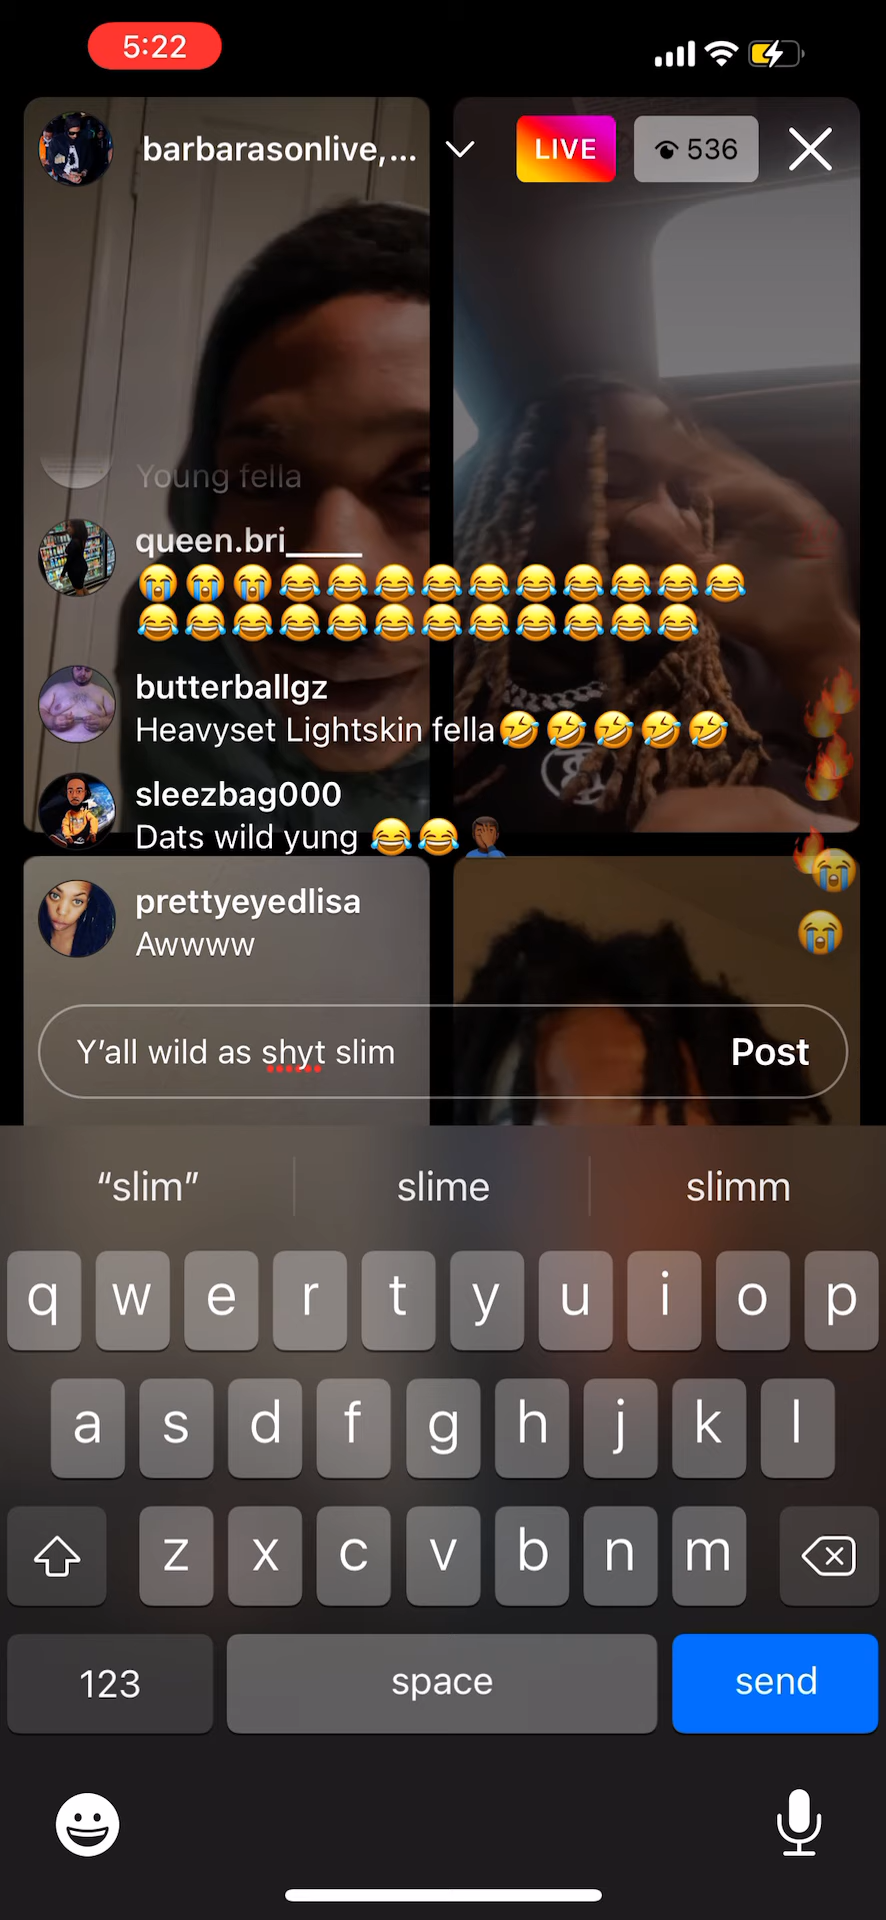 5:22
barbarasonlive,...
LIVE
536
Young fella
queen.bri_____
😭😭😭😂😂😂😂😂😂😂😂😂😂
😂😂😂😂😂😂😂😂😂😂😂😂
butterballgz
Heavyset Lightskin fella🤣🤣🤣🤣🤣
sleezbag000
Dats wild yung 😂😂🤦🏾‍♂️
prettyeyedlisa
Awwww
Y’all wild as shyt slim
Post
“slim” slime slimm
q w e r t y u i o p
a s d f g h j k l
z x c v b n m
123 space send